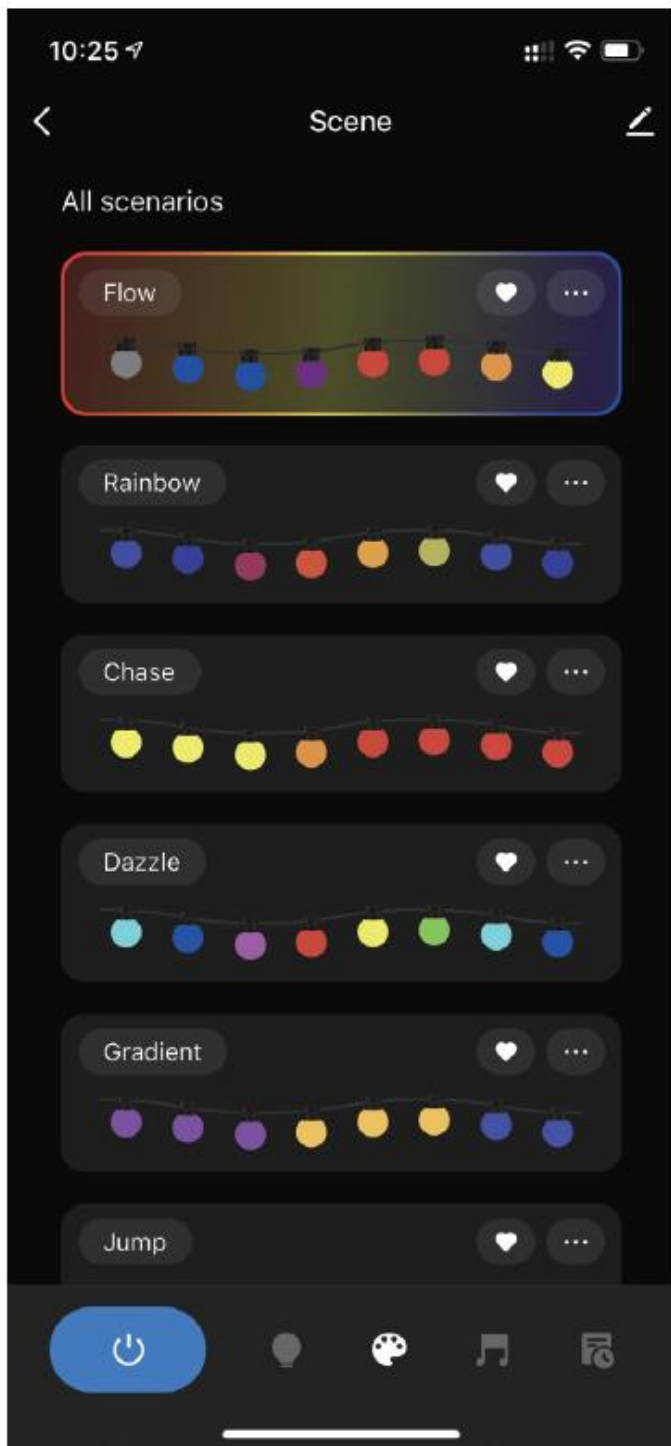 10:25
Scene
All scenarios
Flow
Rainbow
Chase
Dazzle
Gradient
Jump